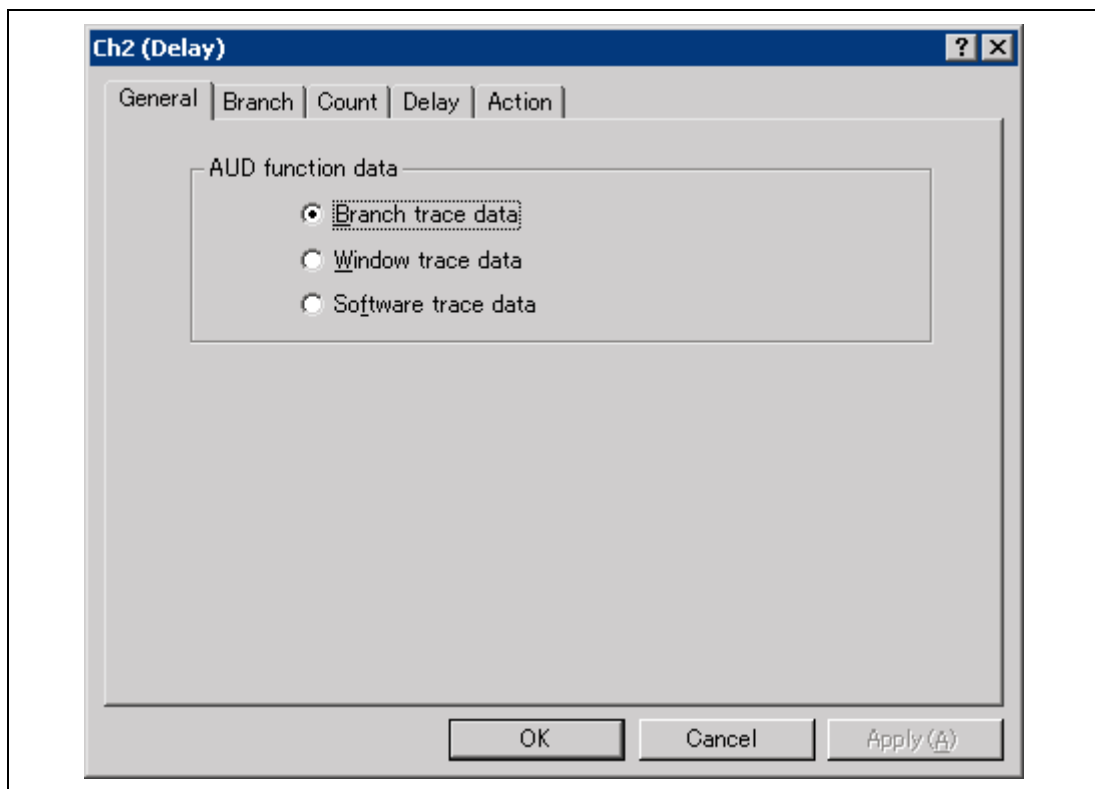 Ch2 (Delay)
General Branch Count Delay Action
AUD function data
Branch trace data
Window trace data
Software trace data
OK Cancel Apply (A)